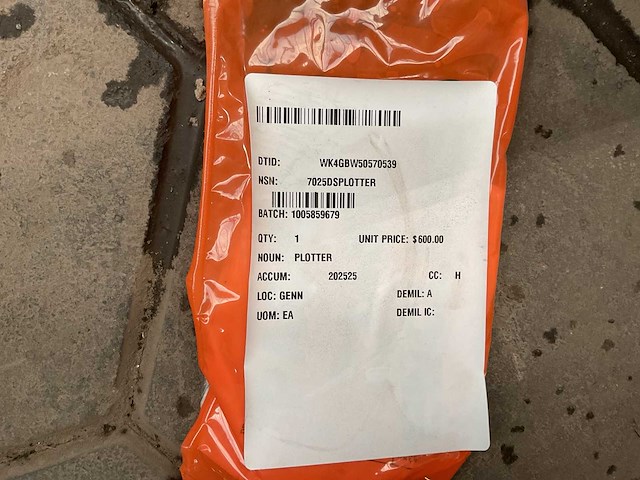 DTID: WK4GBW50570539
NSN: 7025DSPLOTTER
BATCH: 1005859679
QTY: 1 UNIT PRICE: $600.00
NOUN: PLOTTER
ACCUM: 202525 CC: H
LOC: GENN DEMIL: A
UOM: EA DEMIL IC: